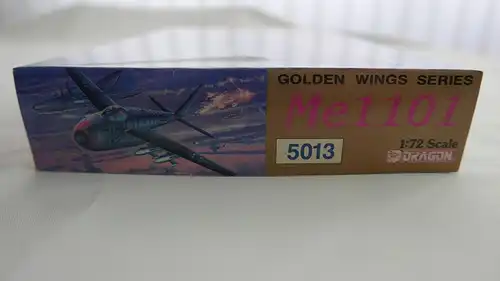 GOLDEN WINGS SERIES
Me1101
5013
1:72 Scale
DRAGON